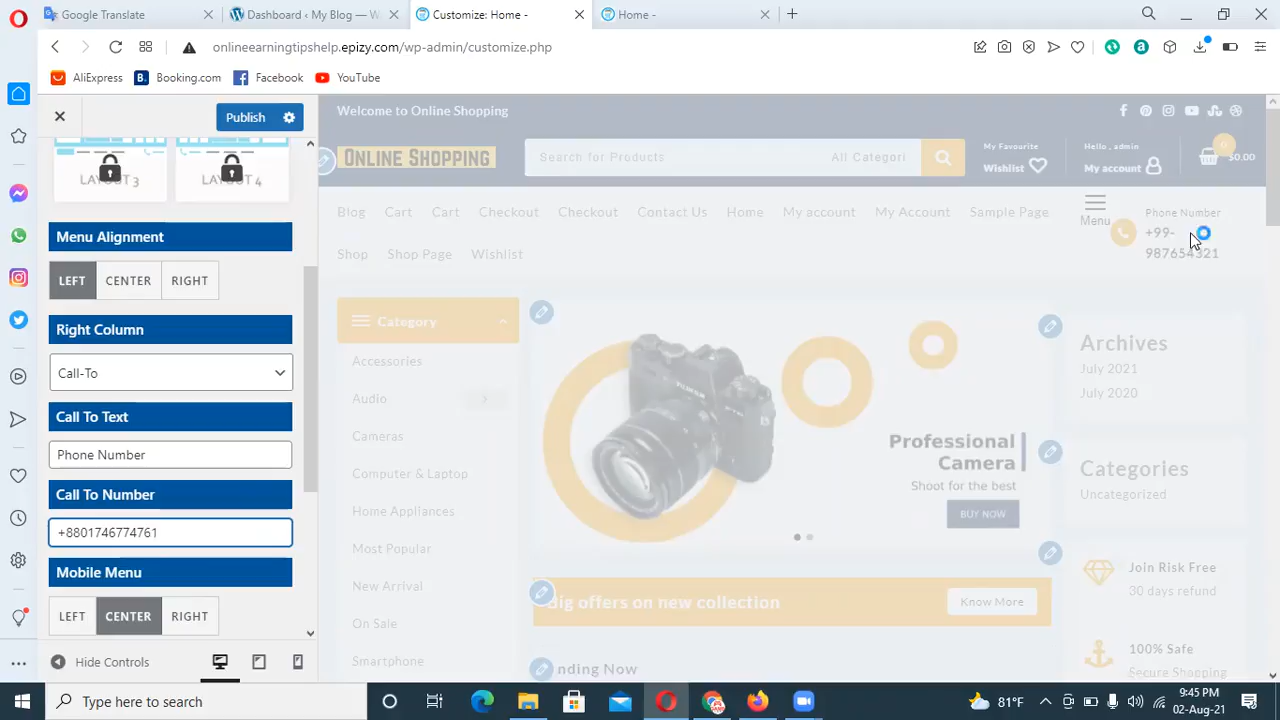 Google Translate
Dashboard ‹ My Blog — W
Customize: Home -
Home -
onlineearningtipshelp.epizy.com/wp-admin/customize.php
AliExpress
Booking.com
Facebook
YouTube
Publish
LAYOUT 3
LAYOUT 4
Menu Alignment
LEFT
CENTER
RIGHT
Right Column
Call-To
Call To Text
Phone Number
Call To Number
+8801746774761
Mobile Menu
LEFT
CENTER
RIGHT
Hide Controls
Welcome to Online Shopping
ONLINE SHOPPING
Search for Products
All Categori
My Favourite
Wishlist
Hello , admin
My account
0
$0.00
Blog Cart Cart Checkout Checkout Contact Us Home My account My Account Sample Page
Shop Shop Page Wishlist
Menu
Phone Number
+99-
987654321
Category
Accessories
Audio
Cameras
Computer & Laptop
Home Appliances
Most Popular
New Arrival
On Sale
Smartphone
FUJIFILM
Professional
Camera
Shoot for the best
BUY NOW
Big offers on new collection
Know More
nding Now
Archives
July 2021
July 2020
Categories
Uncategorized
Join Risk Free
30 days refund
100% Safe
Secure Shopping
Type here to search
81°F
9:45 PM
02-Aug-21